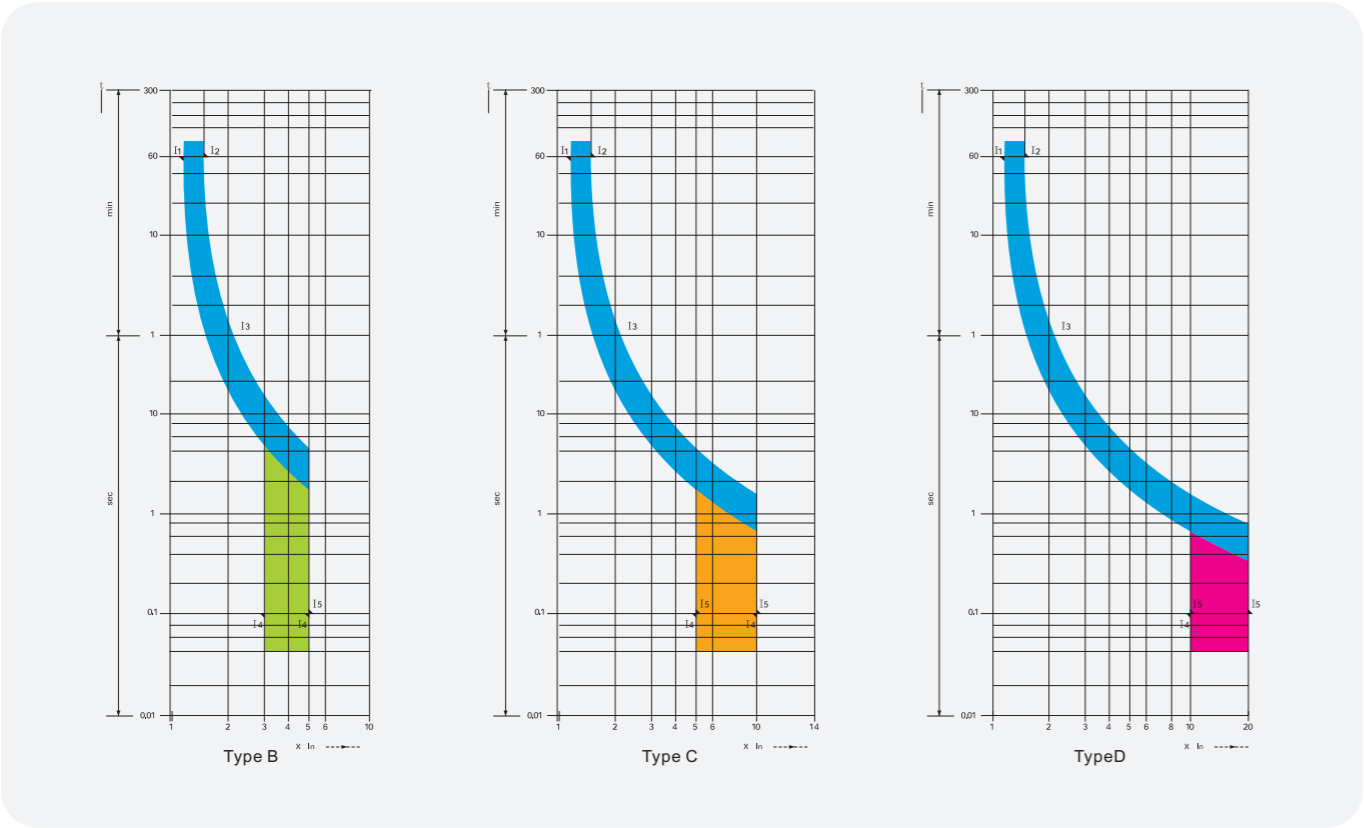 t
300
I1 I2
60
min
10
I3
1
10
sec
1
0.1
I5
I4 I4
0,01
1 2 3 4 5 6 10
x In
Type B
t
300
I1 I2
60
min
10
I3
1
10
sec
1
I5 I5
0.1
I4 I4
0,01
1 2 3 4 5 6 10 14
x In
Type C
t
300
I1 I2
60
min
10
I3
1
10
sec
1
I5 I5
0.1
I4
0,01
1 2 3 4 5 6 8 10 20
x In
TypeD